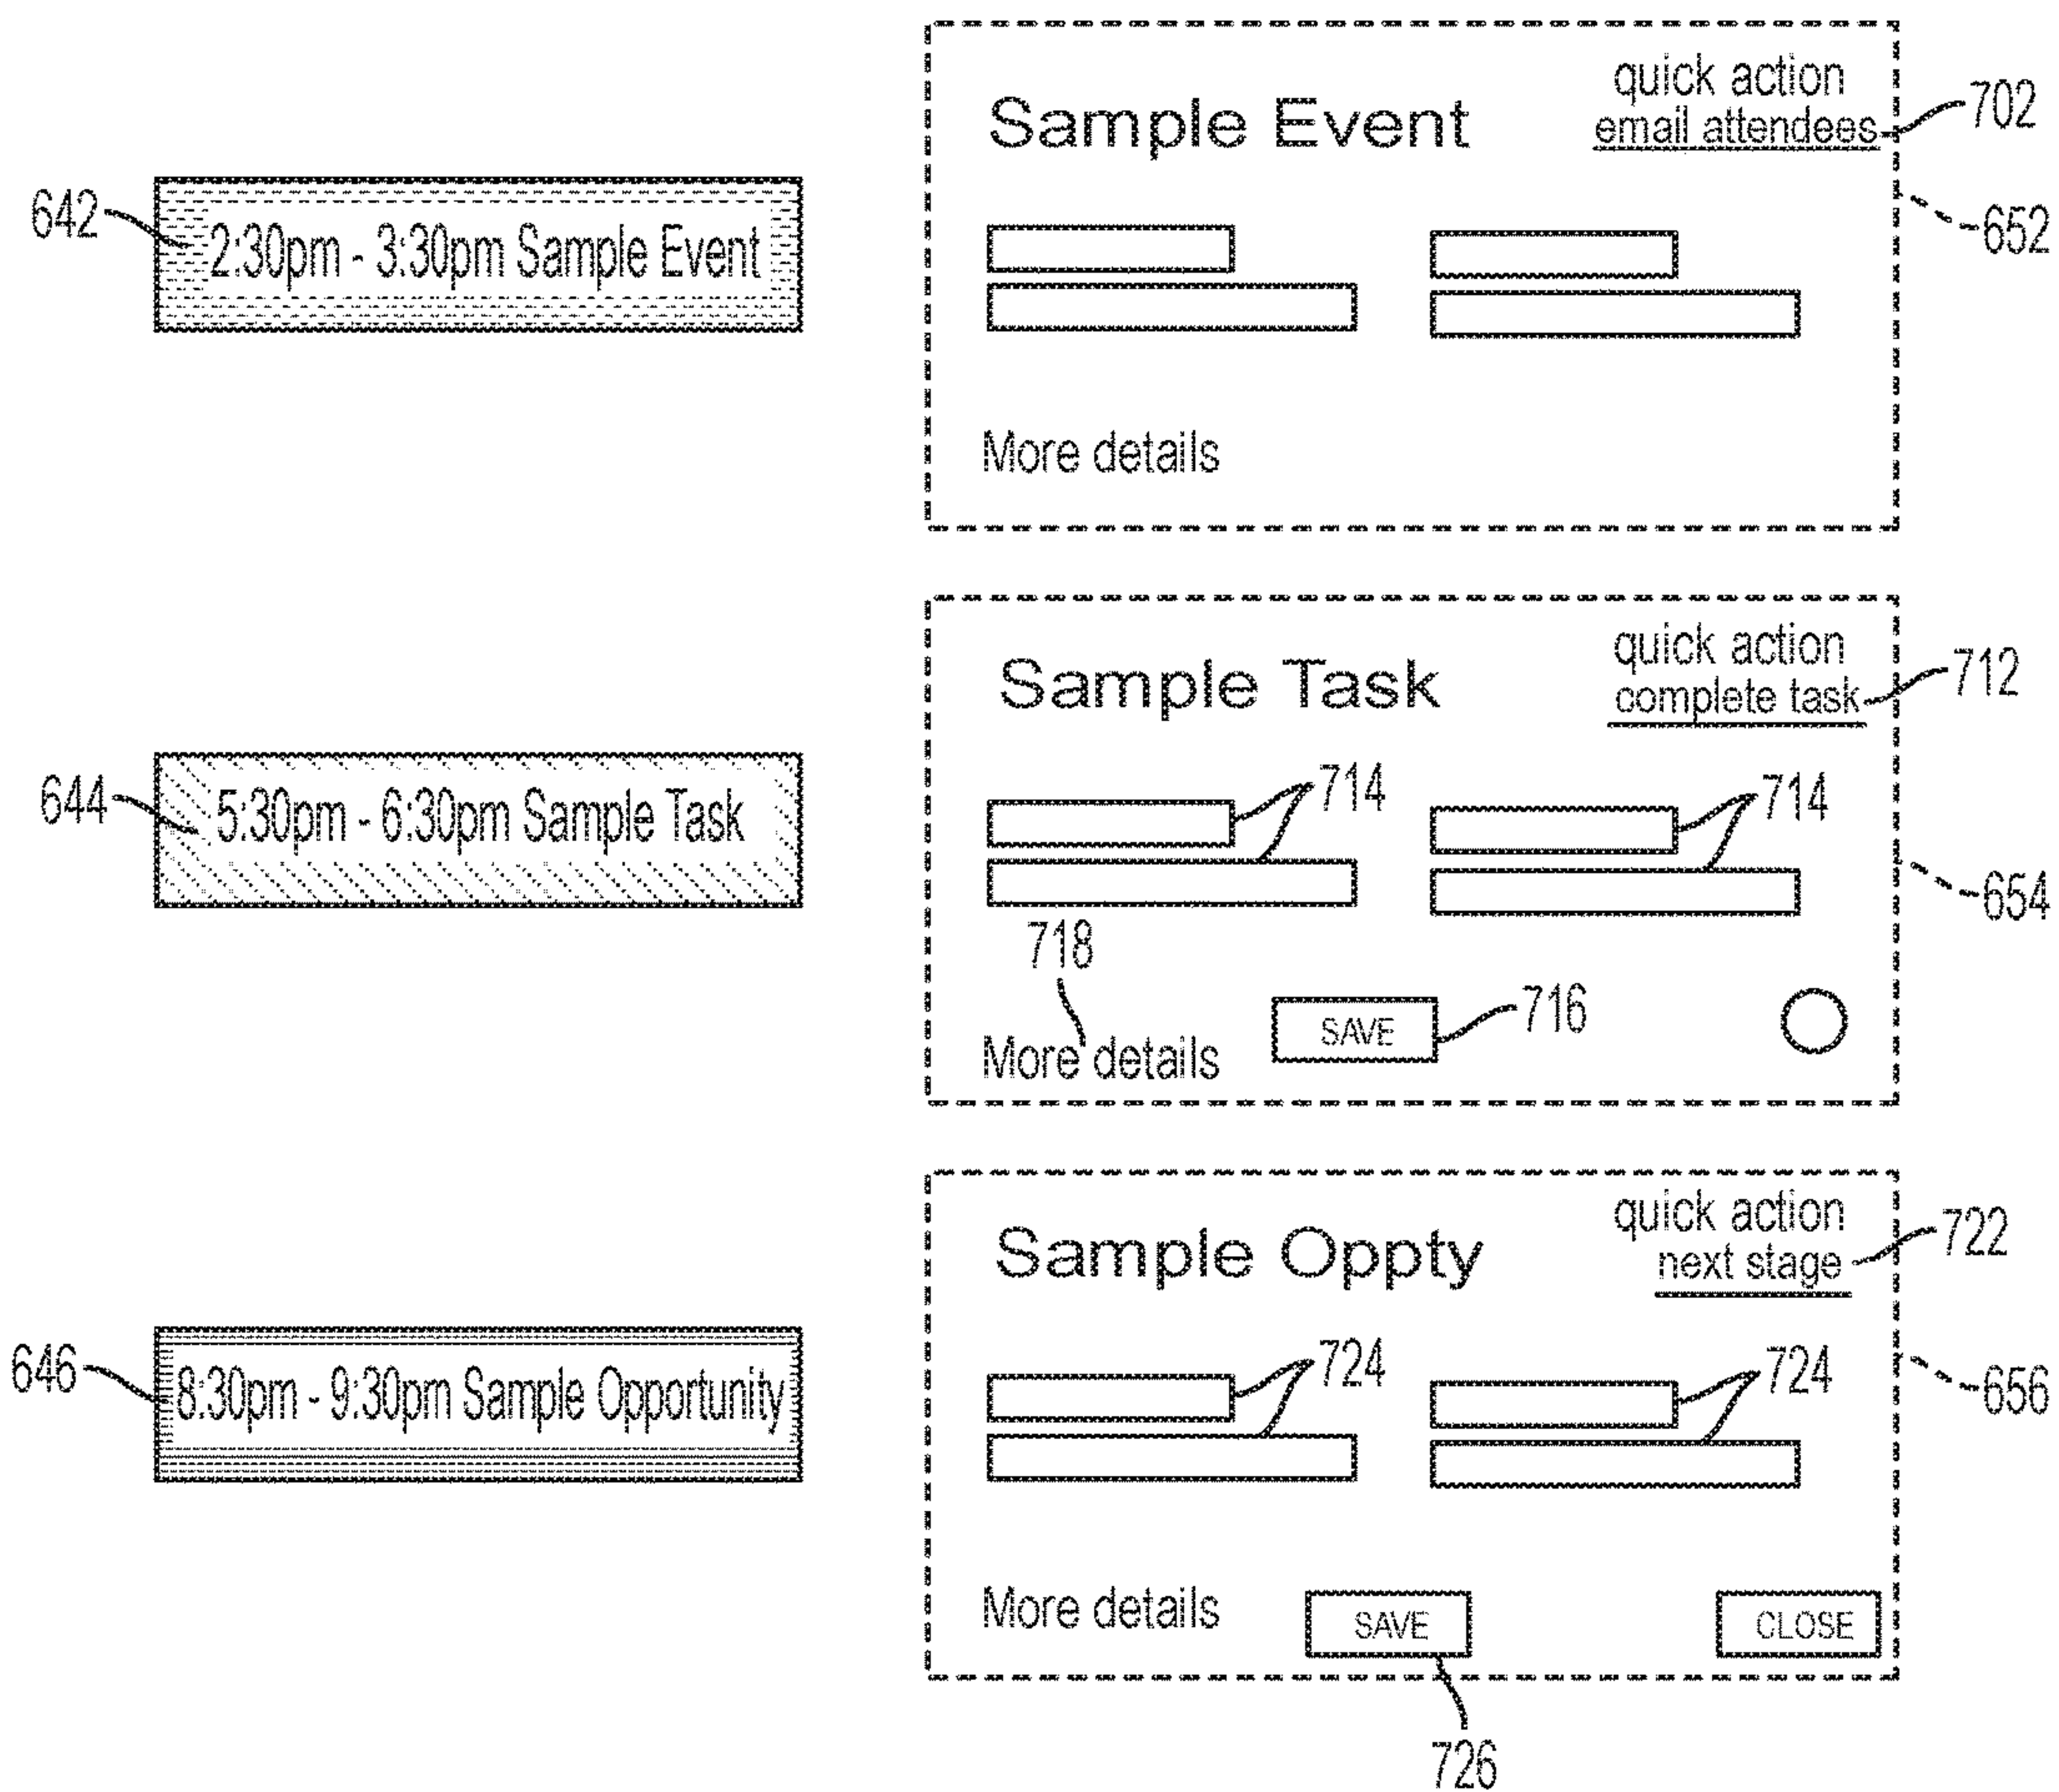 642
2:30pm - 3:30pm Sample Event
Sample Event
quick action
email attendees
702
652
More details
644
5:30pm - 6:30pm Sample Task
Sample Task
quick action
complete task
712
714
714
654
718
More details
SAVE
716
646
8:30pm - 9:30pm Sample Opportunity
Sample Oppty
quick action
next stage
722
724
724
656
More details
SAVE
CLOSE
726